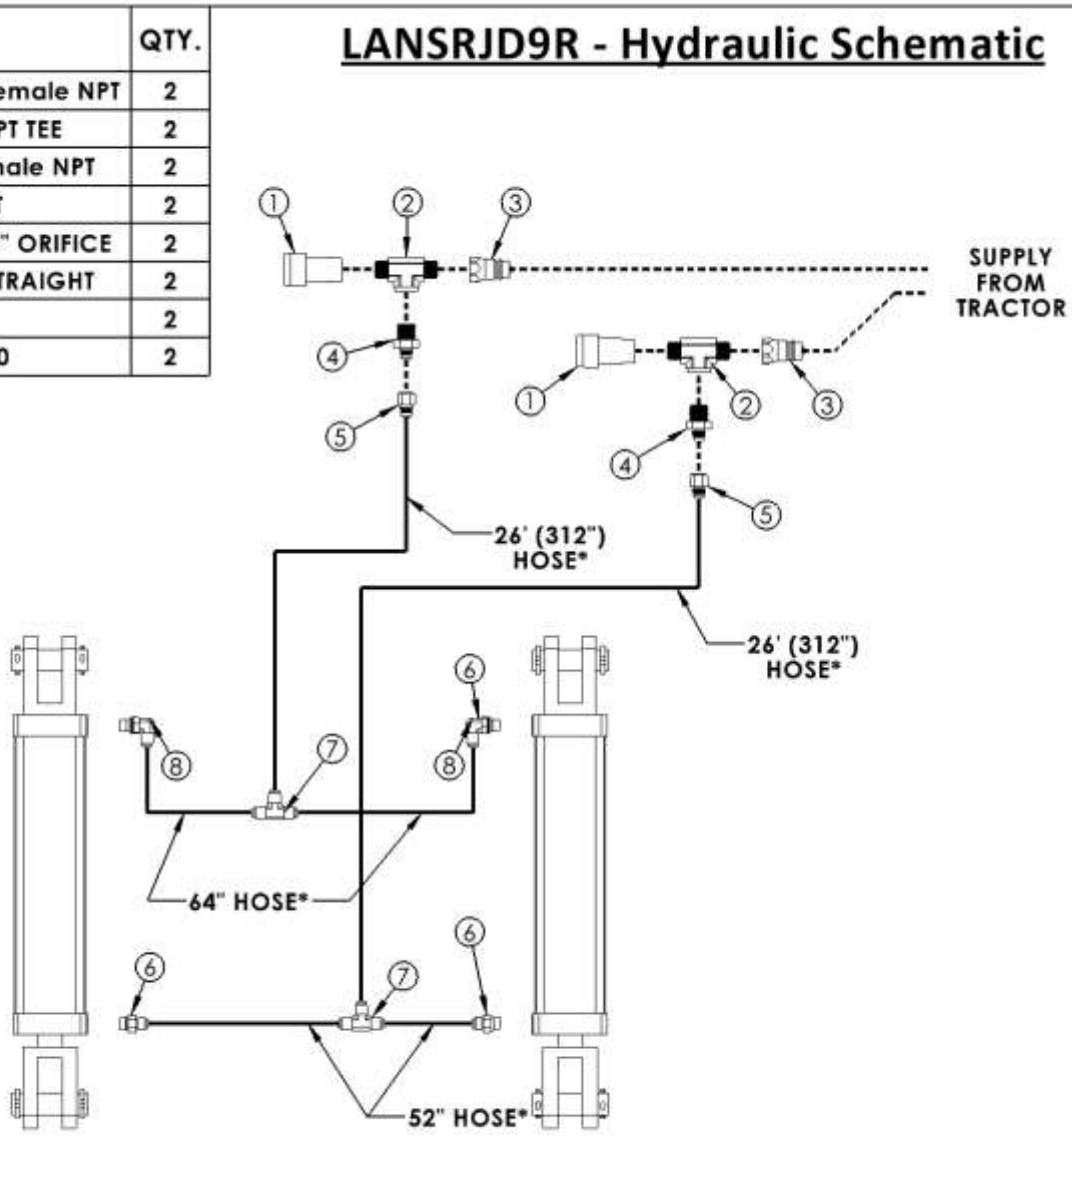 QTY.
emale NPT 2
PT TEE 2
nale NPT 2
T 2
" ORIFICE 2
TRAIGHT 2
2
0 2
LANSRJD9R - Hydraulic Schematic
1
2
3
SUPPLY
FROM
TRACTOR
4
1
2
3
5
4
5
26' (312")
HOSE*
26' (312")
HOSE*
6
7
8
8
64" HOSE*
6
6
7
52" HOSE*